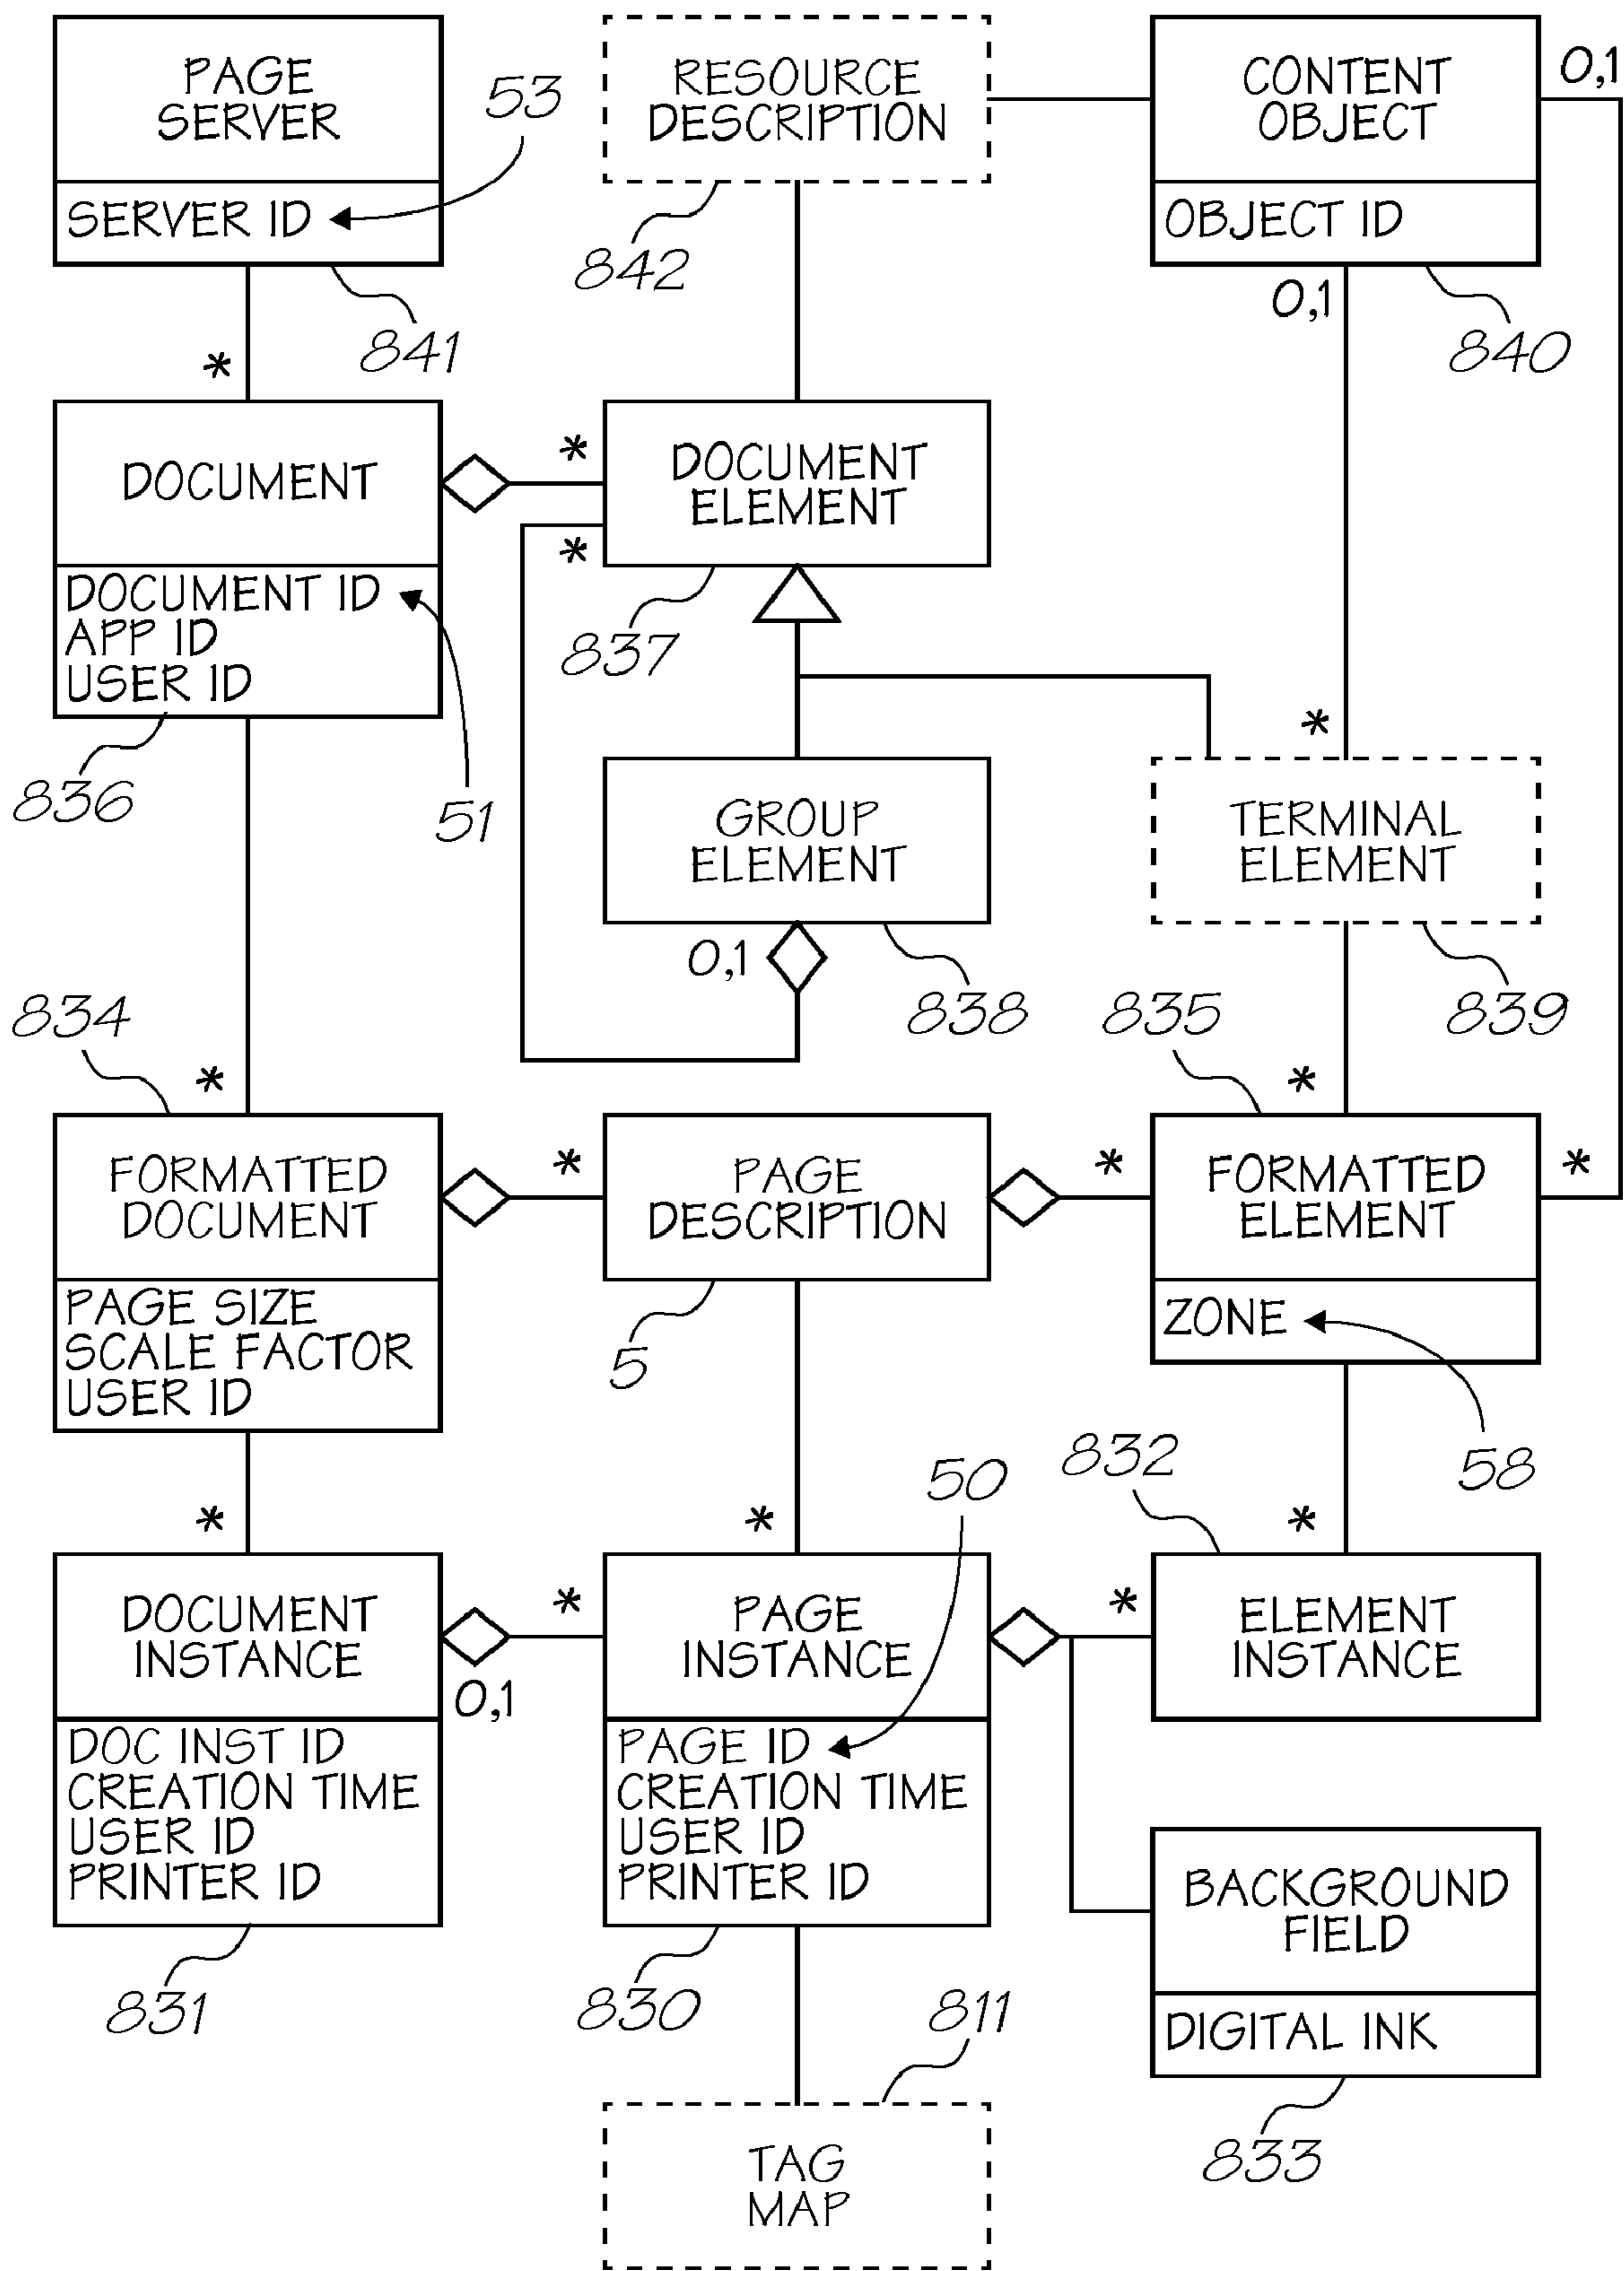 PAGE
SERVER
SERVER ID
53
841
RESOURCE
DESCRIPTION
842
CONTENT
OBJECT
OBJECT ID
0,1
0,1
840
*
DOCUMENT
DOCUMENT ID
APP ID
USER ID
836
51
*
*
DOCUMENT
ELEMENT
837
GROUP
ELEMENT
0,1
838
*
TERMINAL
ELEMENT
839
834
*
FORMATTED
DOCUMENT
PAGE SIZE
SCALE FACTOR
USER ID
*
PAGE
DESCRIPTION
5
835
*
*
*
FORMATTED
ELEMENT
ZONE
58
*
DOCUMENT
INSTANCE
0,1
DOC INST ID
CREATION TIME
USER ID
PRINTER ID
831
50
*
*
PAGE
INSTANCE
PAGE ID
CREATION TIME
USER ID
PRINTER ID
830
832
*
*
ELEMENT
INSTANCE
BACKGROUND
FIELD
DIGITAL INK
833
811
TAG
MAP